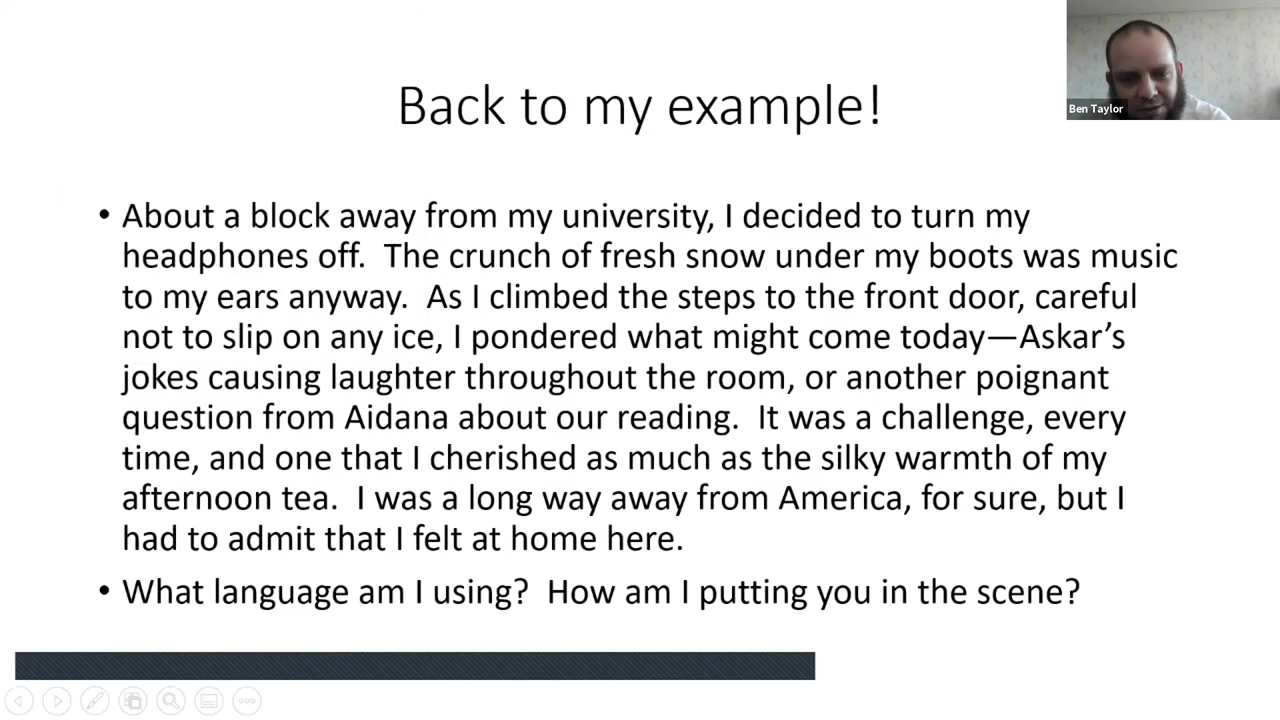 Back to my example!
Ben Taylor
• About a block away from my university, I decided to turn my
headphones off.  The crunch of fresh snow under my boots was music
to my ears anyway.  As I climbed the steps to the front door, careful
not to slip on any ice, I pondered what might come today—Askar’s
jokes causing laughter throughout the room, or another poignant
question from Aidana about our reading.  It was a challenge, every
time, and one that I cherished as much as the silky warmth of my
afternoon tea.  I was a long way away from America, for sure, but I
had to admit that I felt at home here.
• What language am I using?  How am I putting you in the scene?